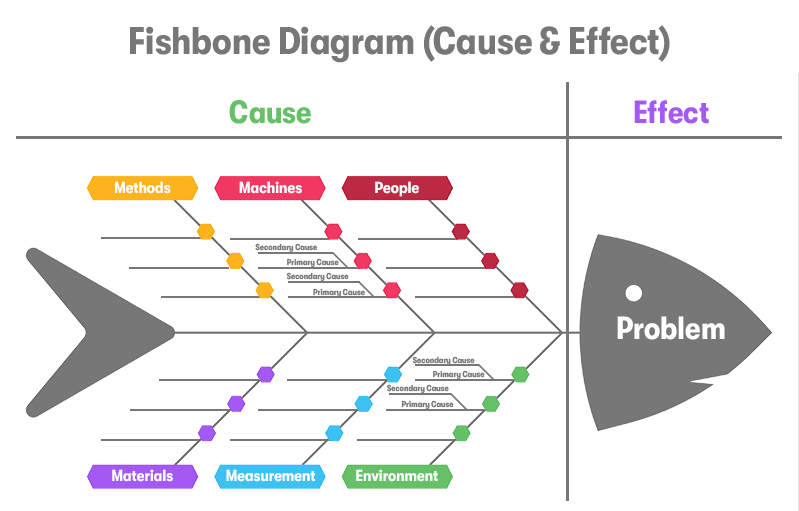 Fishbone Diagram (Cause & Effect)
Cause
Effect
Methods
Machines
People
Secondary Cause
Primary Cause
Secondary Cause
Primary Cause
Problem
Secondary Cause
Primary Cause
Secondary Cause
Primary Cause
Materials
Measurement
Environment